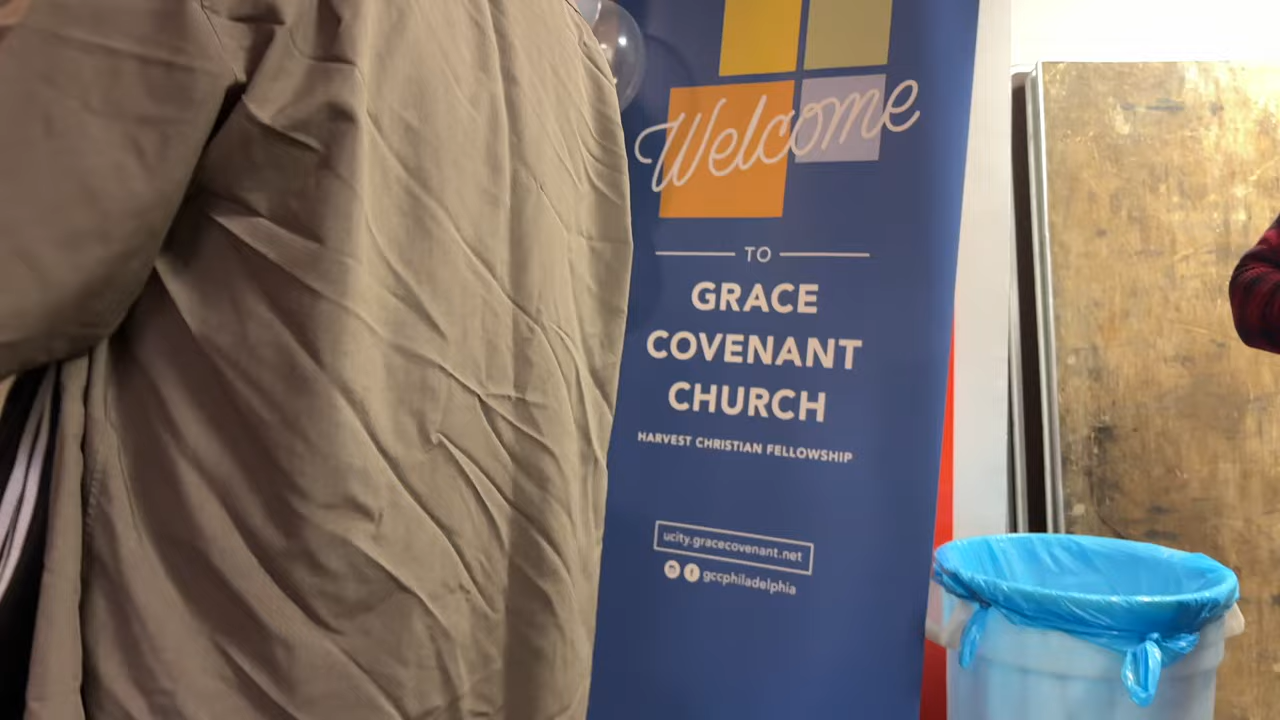 Welcome
TO
GRACE
COVENANT
CHURCH
HARVEST CHRISTIAN FELLOWSHIP
ucity.gracecovenant.net
gccphiladelphia